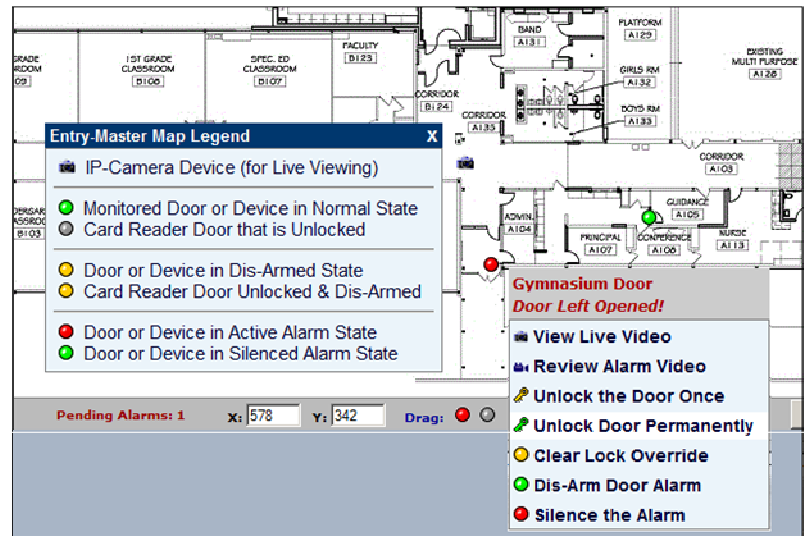 PLATFORM
A129
BAND
A131
GRADE
ROOM
1ST GRADE
CLASSROOM
B106
SPEC. ED
CLASSROOM
B107
FACULTY
B123
EXISTING
MULTI PURPOSE
A128
GIRLS RM
A132
CORRIDOR
B124
CORRIDOR
A135
BOYS RM
A133
Entry-Master Map Legend X
IP-Camera Device (for Live Viewing)
Monitored Door or Device in Normal State
Card Reader Door that is Unlocked
Door or Device in Dis-Armed State
Card Reader Door Unlocked & Dis-Armed
Door or Device in Active Alarm State
Door or Device in Silenced Alarm State
CORRIDOR
A103
B103
ADMIN.
A104
GUIDANCE
A105
PRINCIPAL
A107
CONFERENCE
A106
NURSE
A113
Gymnasium Door
Door Left Opened!
View Live Video
Review Alarm Video
Unlock the Door Once
Unlock Door Permanently
Clear Lock Override
Dis-Arm Door Alarm
Silence the Alarm
Pending Alarms: 1 X: 578 Y: 342 Drag: